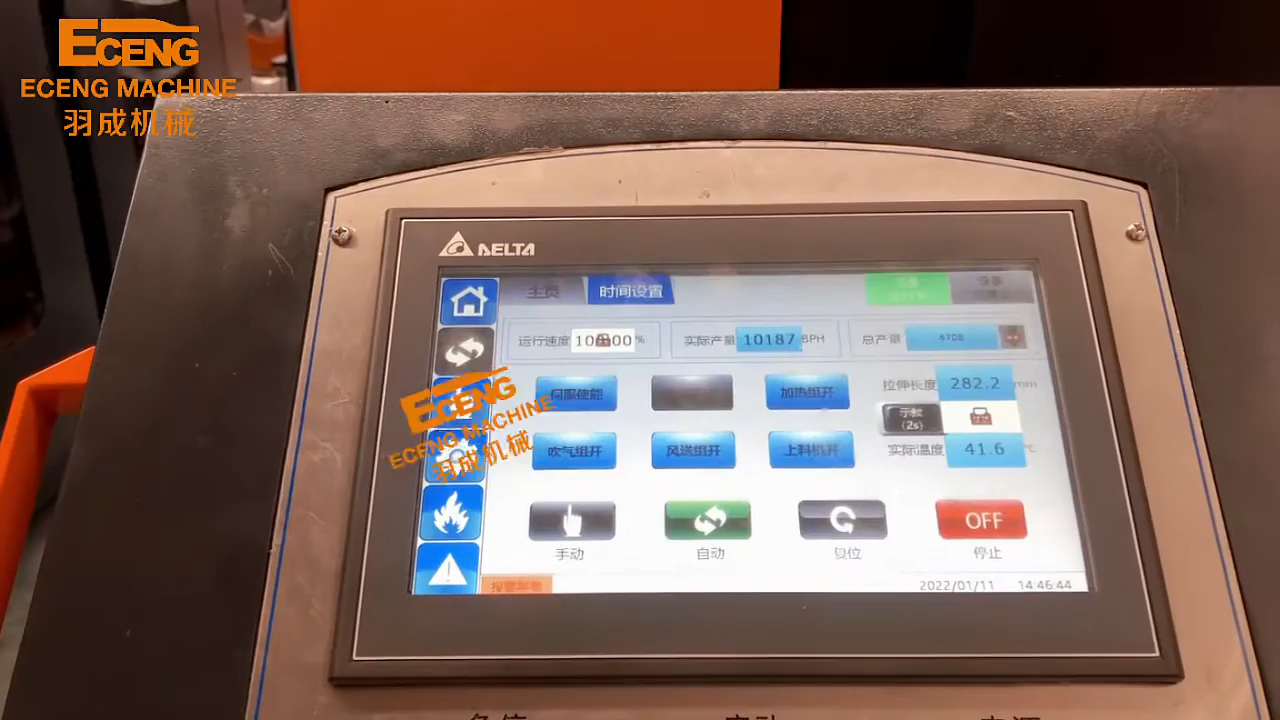 ECENG
ECENG MACHINE
羽成机械
DELTA
主页
时间设置
运行速度
%
实际产量 10187 BPH
总产量
拉伸长度 282.2 mm
伺服使能
加热组开
ECENG
ECENG MACHINE
羽成机械
示教
(2s)
吹气组开
风送组开
上料机开
实际温度 41.6 ℃
OFF
手动
自动
复位
停止
2022/01/11 14:46:44